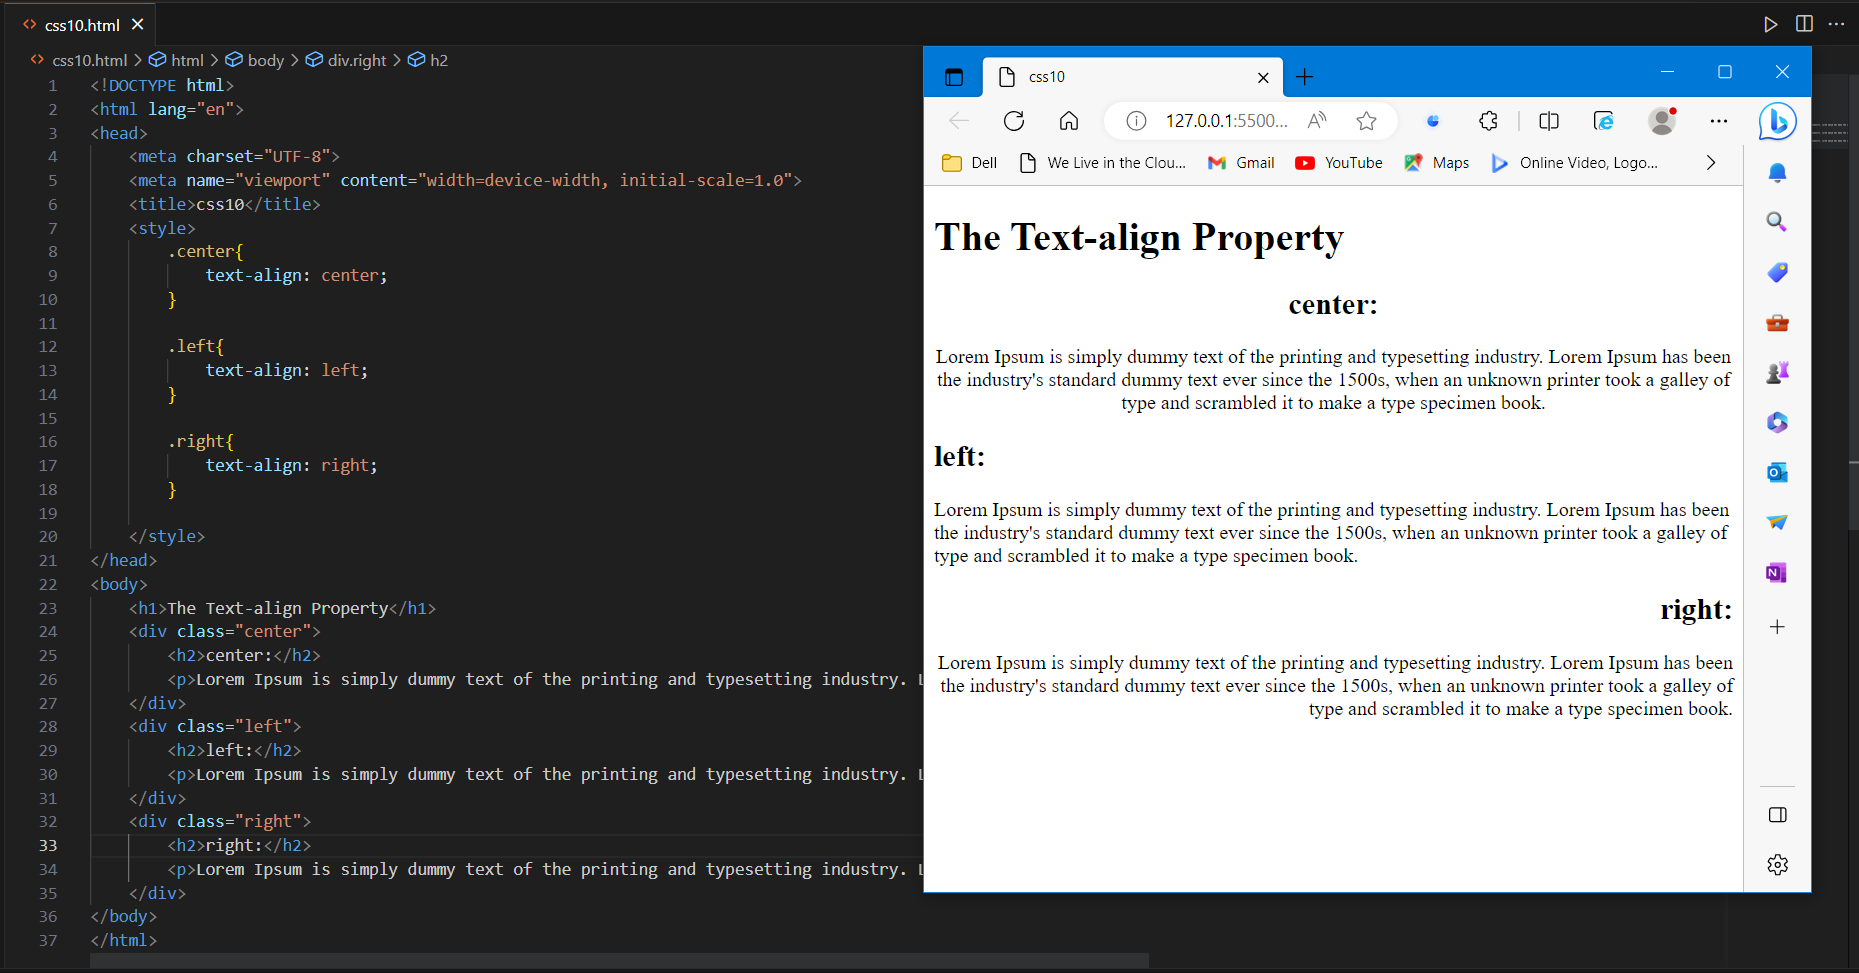 css10.html
css10.html > html > body > div.right > h2
1 <!DOCTYPE html>
2 <html lang="en">
3 <head>
4 <meta charset="UTF-8">
5 <meta name="viewport" content="width=device-width, initial-scale=1.0">
6 <title>css10</title>
7 <style>
8 .center{
9 text-align: center;
10 }
11
12 .left{
13 text-align: left;
14 }
15
16 .right{
17 text-align: right;
18 }
19
20 </style>
21 </head>
22 <body>
23 <h1>The Text-align Property</h1>
24 <div class="center">
25 <h2>center:</h2>
26 <p>Lorem Ipsum is simply dummy text of the printing and typesetting industry. L
27 </div>
28 <div class="left">
29 <h2>left:</h2>
30 <p>Lorem Ipsum is simply dummy text of the printing and typesetting industry. L
31 </div>
32 <div class="right">
33 <h2>right:</h2>
34 <p>Lorem Ipsum is simply dummy text of the printing and typesetting industry. L
35 </div>
36 </body>
37 </html>
css10
127.0.0.1:5500...
Dell We Live in the Clou... Gmail YouTube Maps Online Video, Logo...
The Text-align Property
center:
Lorem Ipsum is simply dummy text of the printing and typesetting industry. Lorem Ipsum has been
the industry's standard dummy text ever since the 1500s, when an unknown printer took a galley of
type and scrambled it to make a type specimen book.
left:
Lorem Ipsum is simply dummy text of the printing and typesetting industry. Lorem Ipsum has been
the industry's standard dummy text ever since the 1500s, when an unknown printer took a galley of
type and scrambled it to make a type specimen book.
right:
Lorem Ipsum is simply dummy text of the printing and typesetting industry. Lorem Ipsum has been
the industry's standard dummy text ever since the 1500s, when an unknown printer took a galley of
type and scrambled it to make a type specimen book.